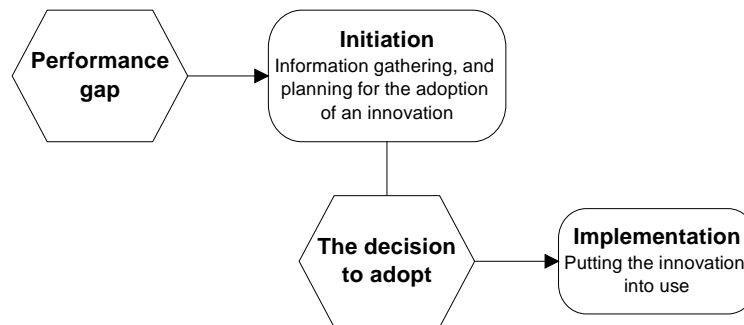 Performance
gap
Initiation
Information gathering, and
planning for the adoption
of an innovation
The decision
to adopt
Implementation
Putting the innovation
into use